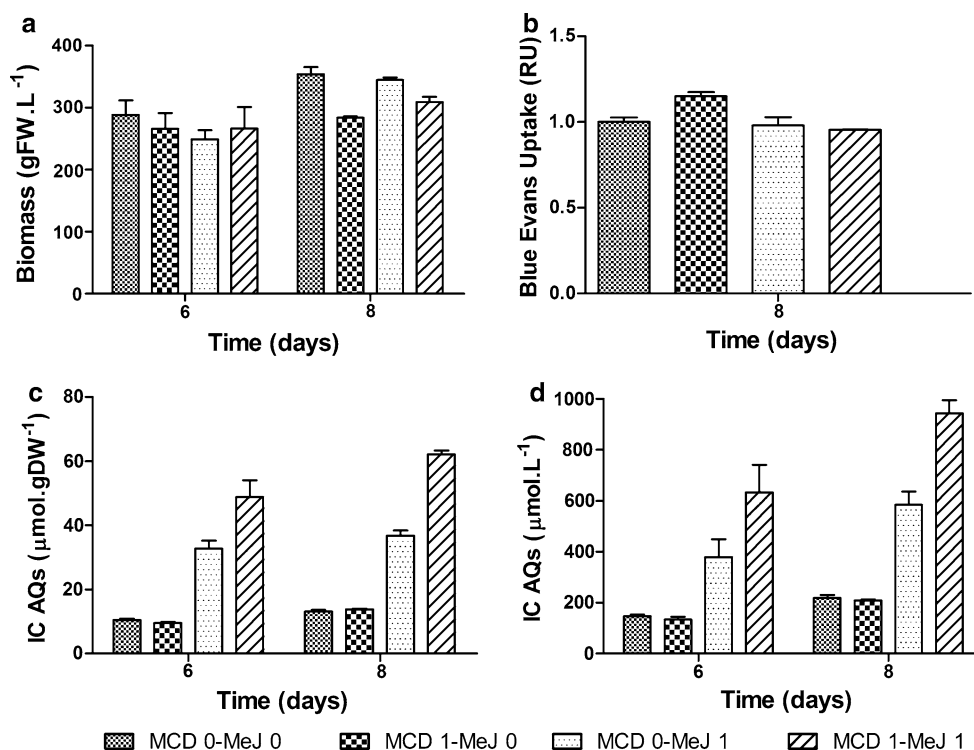 a
Biomass (gFW.L⁻¹)
400
300
200
100
0
6
8
Time (days)
b
Blue Evans Uptake (RU)
1.5
1.0
0.5
0.0
8
Time (days)
c
IC AQs (μmol.gDW⁻¹)
80
60
40
20
0
6
8
Time (days)
d
IC AQs (μmol.L⁻¹)
1000
800
600
400
200
0
6
8
Time (days)
MCD 0-MeJ 0
MCD 1-MeJ 0
MCD 0-MeJ 1
MCD 1-MeJ 1